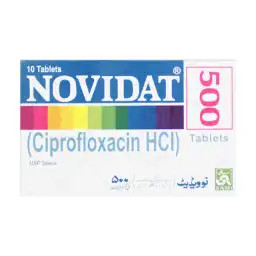 10 Tablets
NOVIDAT®
500
Tablets
(Ciprofloxacin HCl)
USP Specs.
نوویڈیٹ
۵۰۰